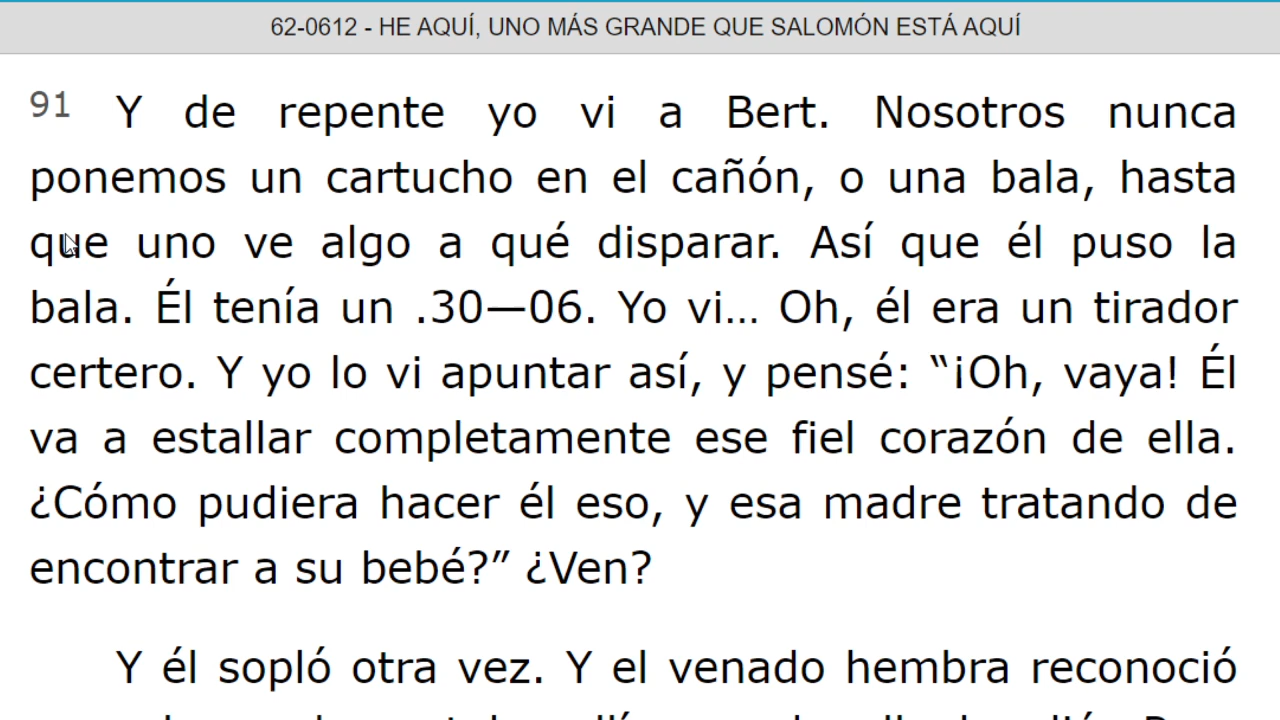 62-0612 - HE AQUÍ, UNO MÁS GRANDE QUE SALOMÓN ESTÁ AQUÍ
91 Y de repente yo vi a Bert. Nosotros nunca
ponemos un cartucho en el cañón, o una bala, hasta
que uno ve algo a qué disparar. Así que él puso la
bala. Él tenía un .30—06. Yo vi… Oh, él era un tirador
certero. Y yo lo vi apuntar así, y pensé: “¡Oh, vaya! Él
va a estallar completamente ese fiel corazón de ella.
¿Cómo pudiera hacer él eso, y esa madre tratando de
encontrar a su bebé?” ¿Ven?
Y él sopló otra vez. Y el venado hembra reconoció